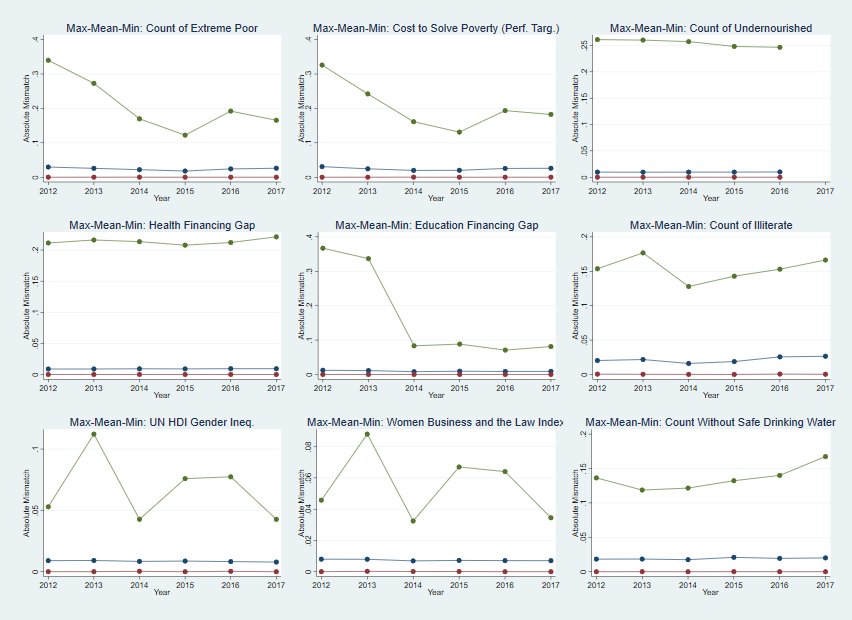 Max-Mean-Min: Count of Extreme Poor
Absolute Mismatch
0 .1 .2 .3 .4
2012 2013 2014 2015 2016 2017
Year
Max-Mean-Min: Cost to Solve Poverty (Perf. Targ.)
Absolute Mismatch
0 .1 .2 .3 .4
2012 2013 2014 2015 2016 2017
Year
Max-Mean-Min: Count of Undernourished
Absolute Mismatch
0 .05 .1 .15 .2 .25
2012 2013 2014 2015 2016 2017
Year
Max-Mean-Min: Health Financing Gap
Absolute Mismatch
0 .05 .1 .15 .2
2012 2013 2014 2015 2016 2017
Year
Max-Mean-Min: Education Financing Gap
Absolute Mismatch
0 .1 .2 .3 .4
2012 2013 2014 2015 2016 2017
Year
Max-Mean-Min: Count of Illiterate
Absolute Mismatch
0 .05 .1 .15 .2
2012 2013 2014 2015 2016 2017
Year
Max-Mean-Min: UN HDI Gender Ineq.
Absolute Mismatch
0 .05 .1
2012 2013 2014 2015 2016 2017
Year
Max-Mean-Min: Women Business and the Law Index
Absolute Mismatch
0 .02 .04 .06 .08
2012 2013 2014 2015 2016 2017
Year
Max-Mean-Min: Count Without Safe Drinking Water
Absolute Mismatch
0 .05 .1 .15 .2
2012 2013 2014 2015 2016 2017
Year